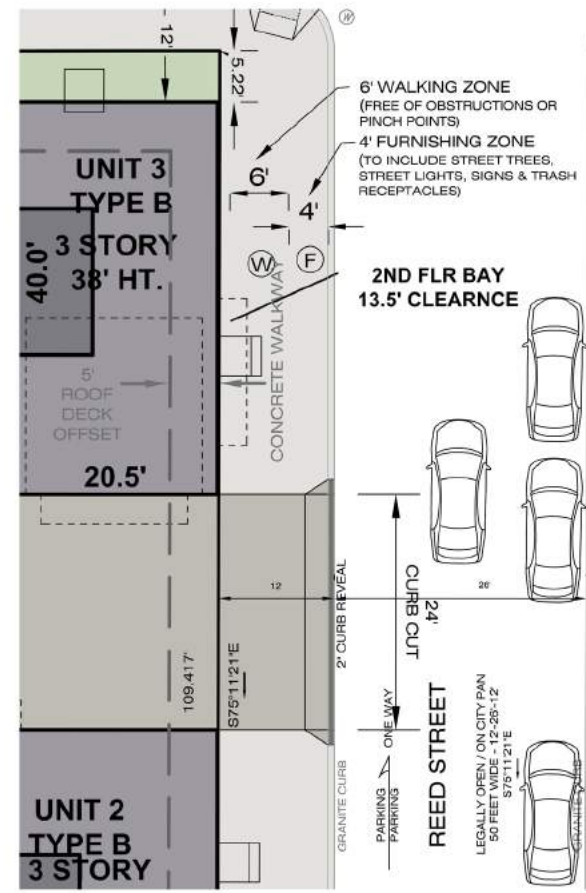 W
12'
5.22'
6' WALKING ZONE
(FREE OF OBSTRUCTIONS OR
PINCH POINTS)
4' FURNISHING ZONE
(TO INCLUDE STREET TREES,
STREET LIGHTS, SIGNS & TRASH
RECEPTACLES)
6'
4'
W
F
UNIT 3
TYPE B
3 STORY
38' HT.
40.0'
2ND FLR BAY
13.5' CLEARNCE
CONCRETE WALKWAY
5'
ROOF
DECK
OFFSET
20.5'
12
26'
2" CURB REVEAL
CURB CUT
24'
109.417'
S75°11'21"E
GRANITE CURB
PARKING
PARKING
ONE WAY
REED STREET
LEGALLY OPEN / ON CITY PAN
50 FEET WIDE - 12'-26'-12'
S75°11'21"E
GRANITE CURB
UNIT 2
TYPE B
3 STORY